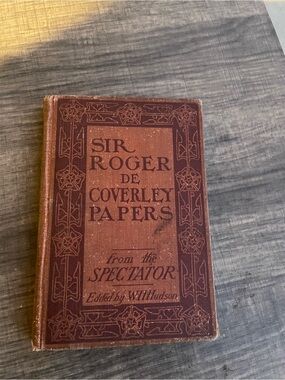 SIR
ROGER
DE
COVERLEY
PAPERS
from the
SPECTATOR
Edited by W.H.Hudson